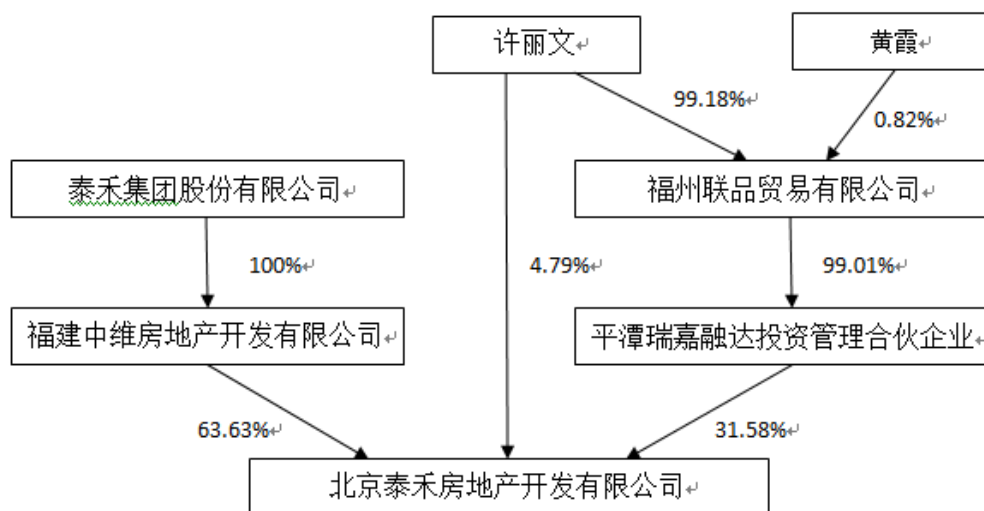 许丽文
黄霞
99.18%
0.82%
泰禾集团股份有限公司
福州联品贸易有限公司
100%
4.79%
99.01%
福建中维房地产开发有限公司
平潭瑞嘉融达投资管理合伙企业
63.63%
31.58%
北京泰禾房地产开发有限公司